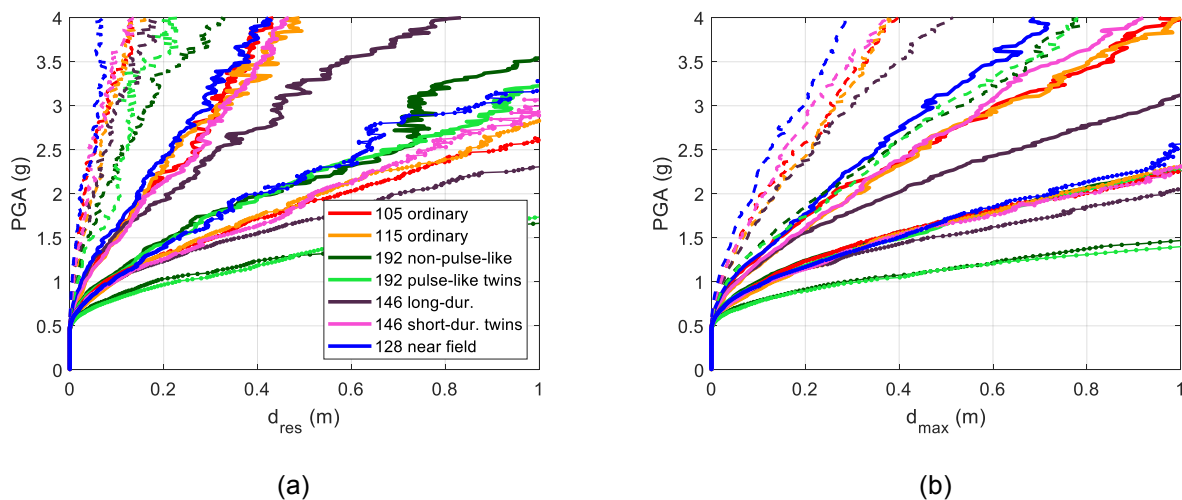 4
3.5
3
2.5
2
1.5
1
0.5
0
PGA (g)
105 ordinary
115 ordinary
192 non-pulse-like
192 pulse-like twins
146 long-dur.
146 short-dur. twins
128 near field
0 0.2 0.4 0.6 0.8 1
d_res (m)
(a)
4
3.5
3
2.5
2
1.5
1
0.5
0
PGA (g)
0 0.2 0.4 0.6 0.8 1
d_max (m)
(b)